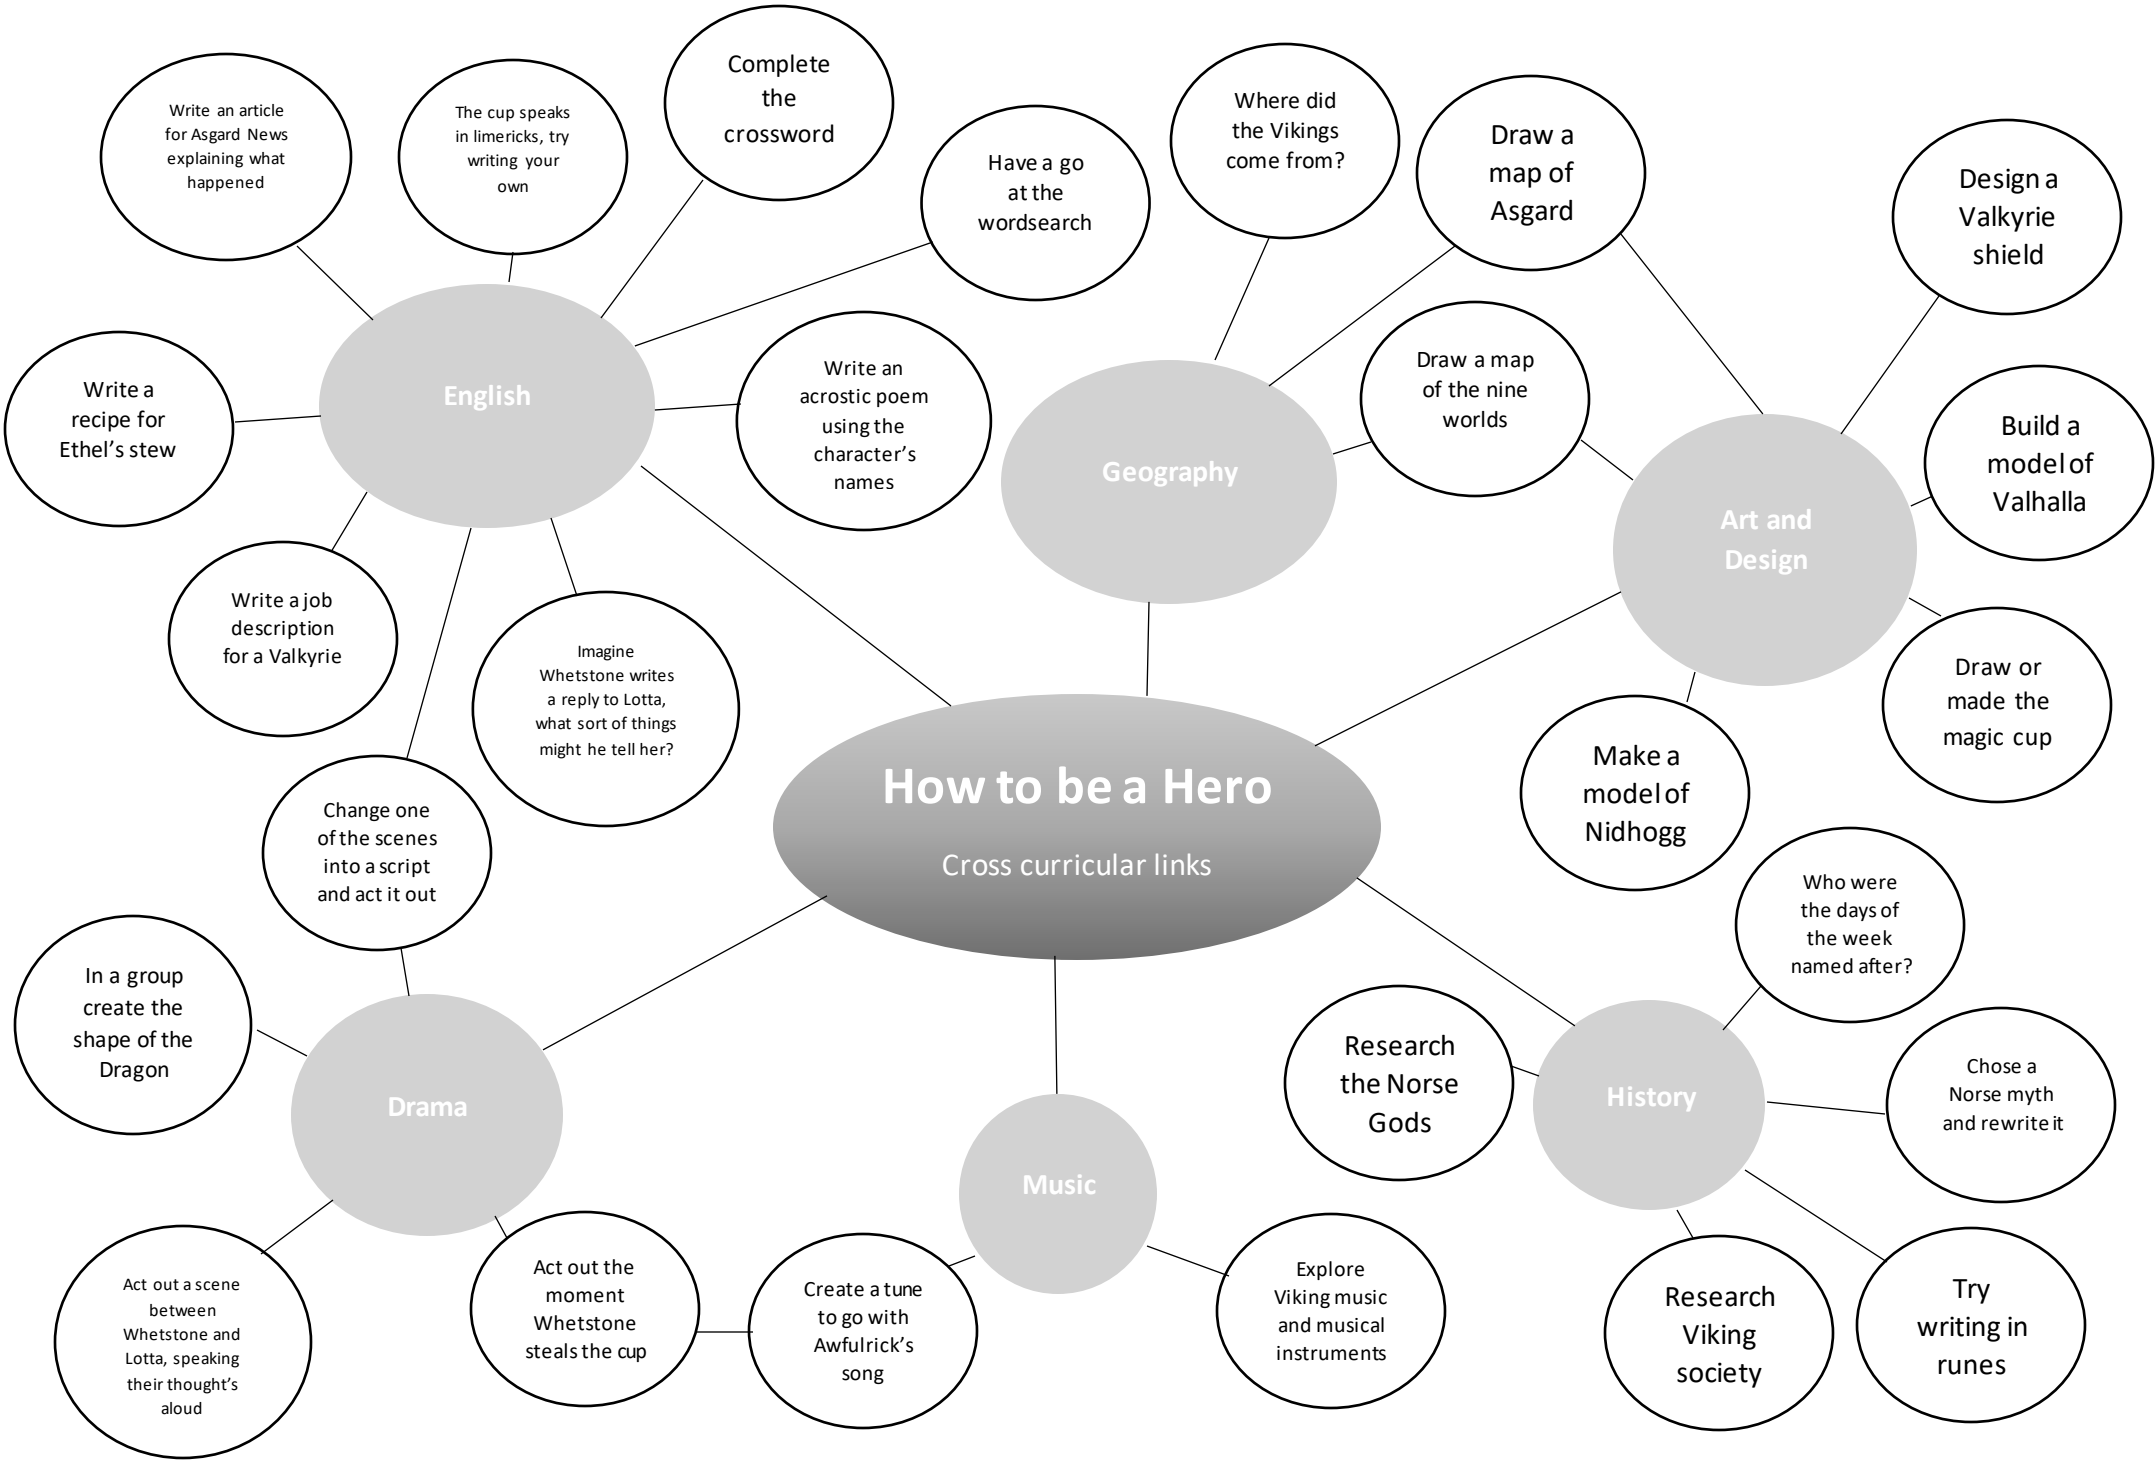 Complete
the
crossword
Write an article
for Asgard News
explaining what
happened
The cup speaks
in limericks, try
writing your
own
Have a go
at the
wordsearch
Where did
the Vikings
come from?
Draw a
map of
Asgard
Design a
Valkyrie
shield
Write a
recipe for
Ethel's stew
English
Write an
acrostic poem
using the
character's
names
Geography
Draw a map
of the nine
worlds
Art and
Design
Build a
model of
Valhalla
Write a job
description
for a Valkyrie
Imagine
Whetstone writes
a reply to Lotta,
what sort of things
might he tell her?
Draw or
made the
magic cup
Make a
model of
Nidhogg
How to be a Hero
Cross curricular links
Change one
of the scenes
into a script
and act it out
Who were
the days of
the week
named after?
In a group
create the
shape of the
Dragon
Drama
Research
the Norse
Gods
History
Chose a
Norse myth
and rewrite it
Music
Act out a scene
between
Whetstone and
Lotta, speaking
their thought's
aloud
Act out the
moment
Whetstone
steals the cup
Create a tune
to go with
Awfulrick's
song
Explore
Viking music
and musical
instruments
Research
Viking
society
Try
writing in
runes